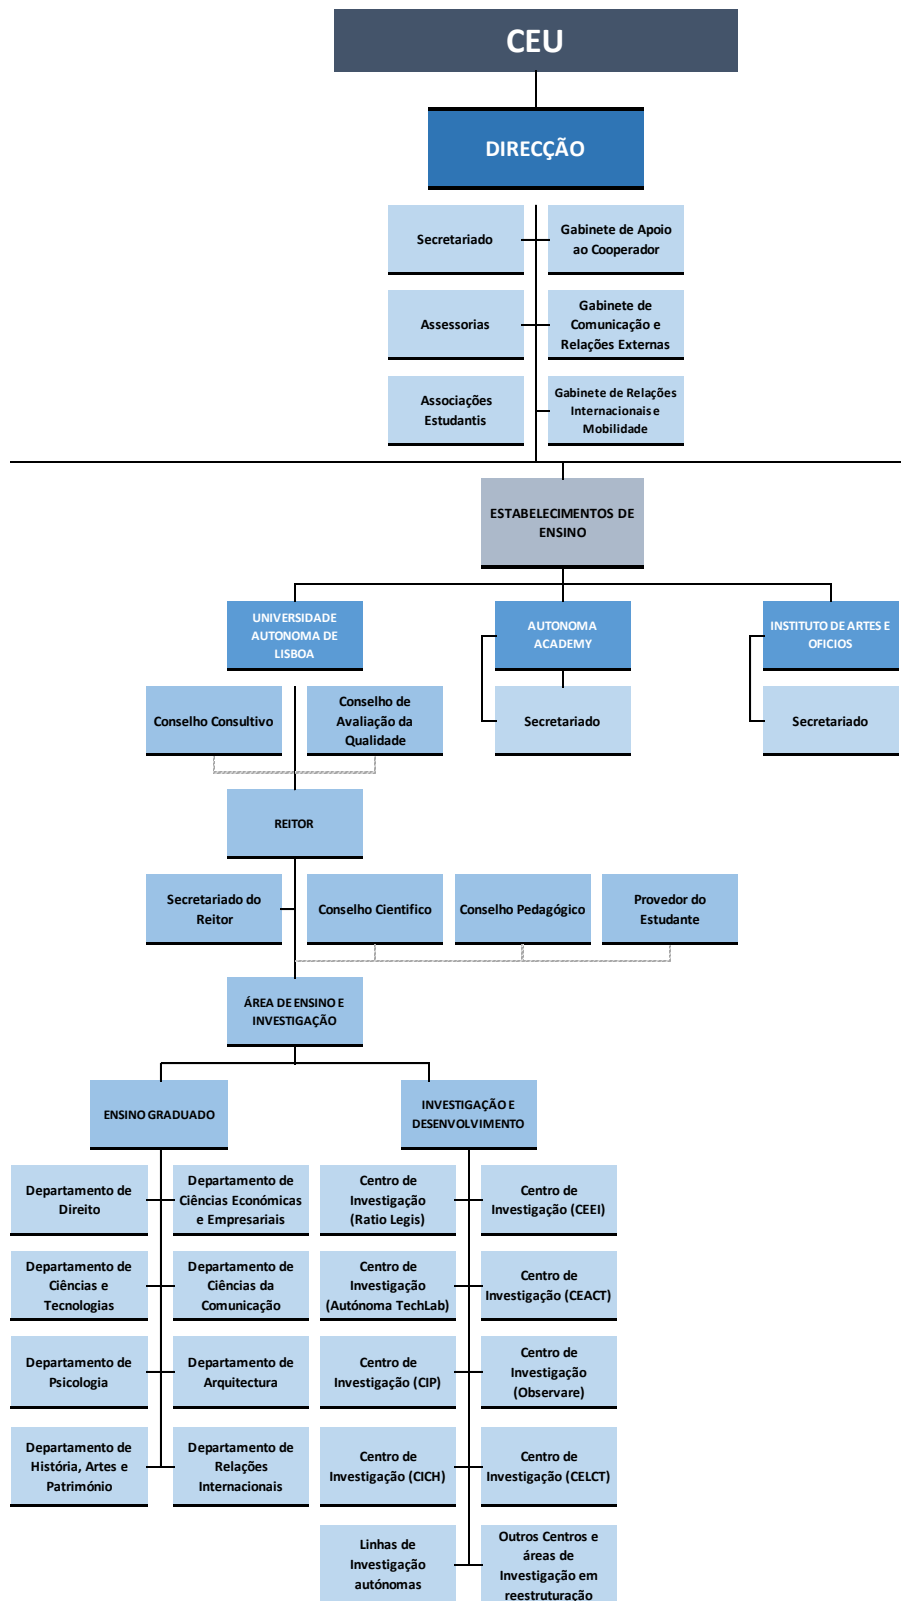 CEU
DIRECÇÃO
Secretariado
Gabinete de Apoio
ao Cooperador
Assessorias
Gabinete de
Comunicação e
Relações Externas
Associações
Estudantis
Gabinete de Relações
Internacionais e
Mobilidade
ESTABELECIMENTOS DE
ENSINO
UNIVERSIDADE
AUTONOMA DE
LISBOA
AUTONOMA
ACADEMY
INSTITUTO DE ARTES E
OFICIOS
Conselho Consultivo
Conselho de
Avaliação da
Qualidade
Secretariado
Secretariado
REITOR
Secretariado do
Reitor
Conselho Cientifico
Conselho Pedagógico
Provedor do
Estudante
ÁREA DE ENSINO E
INVESTIGAÇÃO
ENSINO GRADUADO
INVESTIGAÇÃO E
DESENVOLVIMENTO
Departamento de
Direito
Departamento de
Ciências Económicas
e Empresariais
Centro de
Investigação
(Ratio Legis)
Centro de
Investigação (CEEI)
Departamento de
Ciências e
Tecnologias
Departamento de
Ciências da
Comunicação
Centro de
Investigação
(Autónoma TechLab)
Centro de
Investigação (CEACT)
Departamento de
Psicologia
Departamento de
Arquitectura
Centro de
Investigação (CIP)
Centro de
Investigação
(Observare)
Departamento de
História, Artes e
Património
Departamento de
Relações
Internacionais
Centro de
Investigação (CICH)
Centro de
Investigação (CELCT)
Linhas de
Investigação
autónomas
Outros Centros e
áreas de
Investigação em
reestruturação